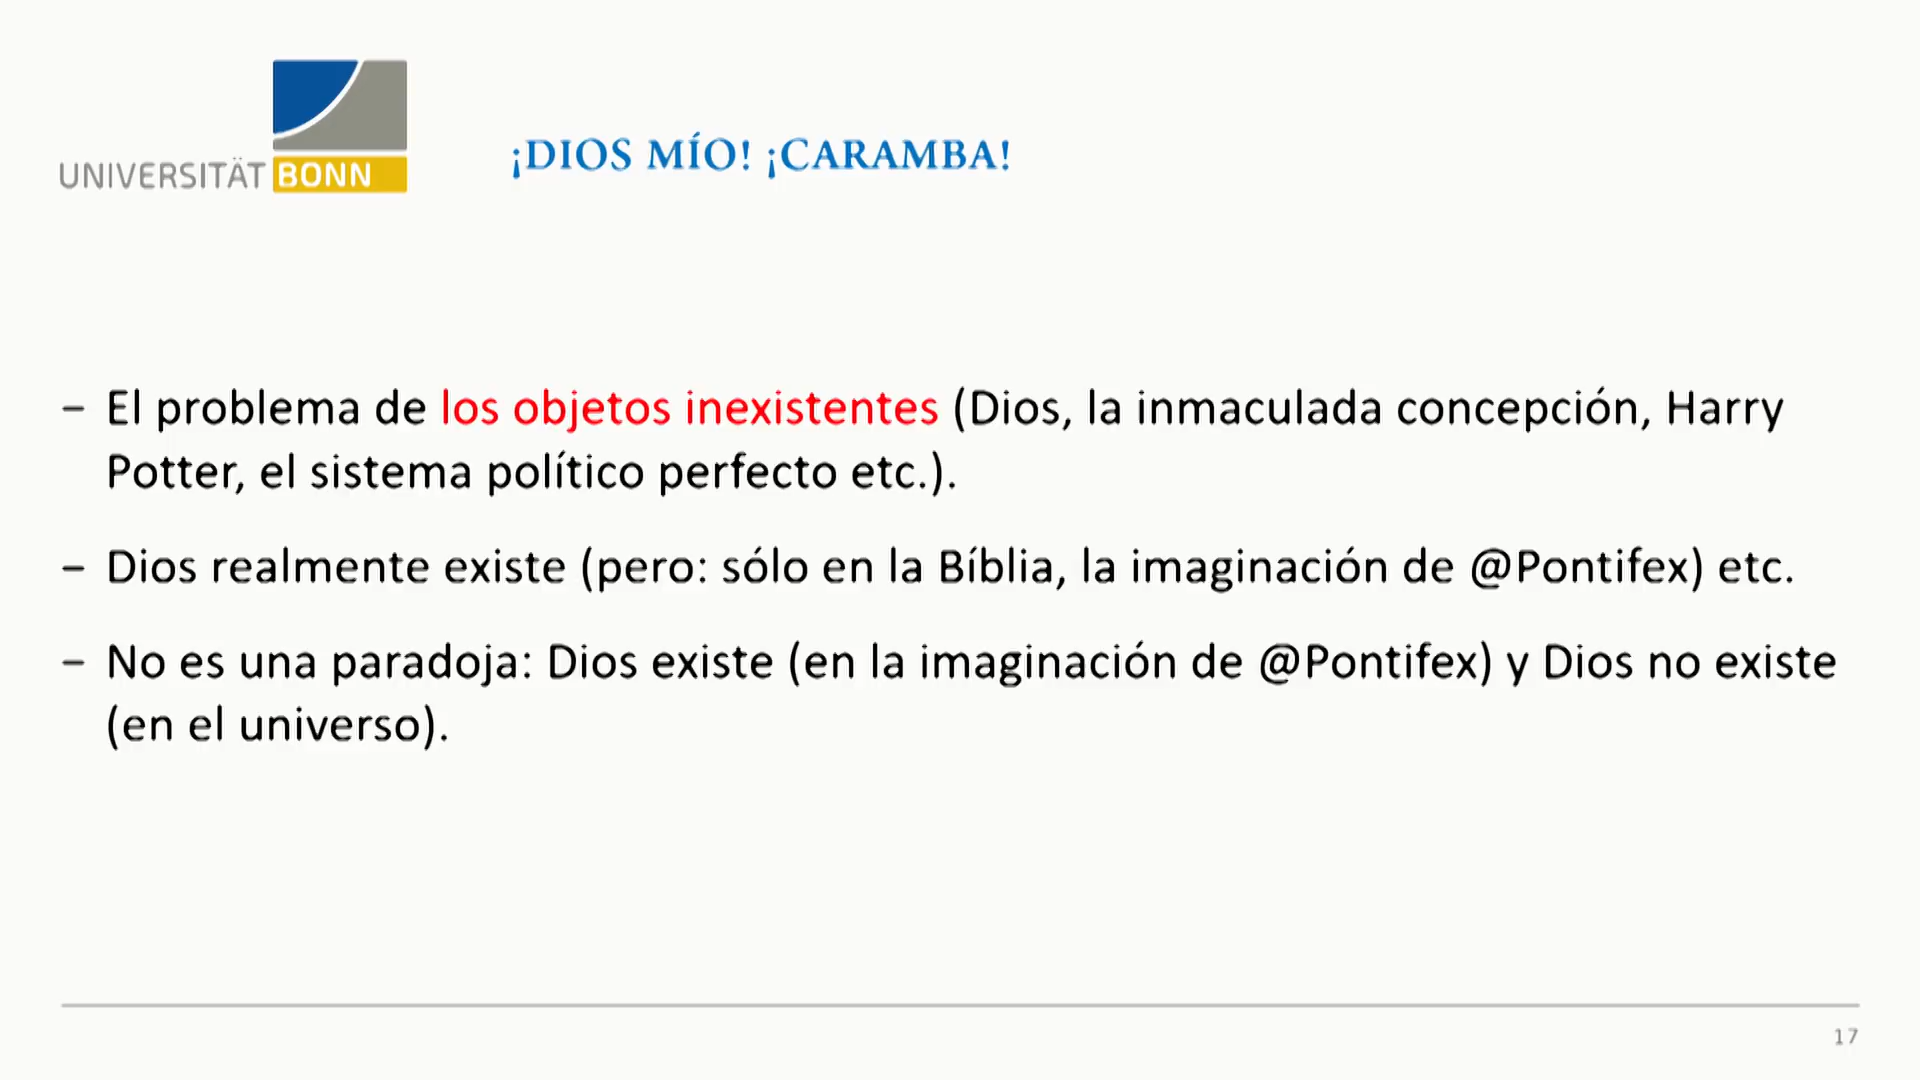 UNIVERSITÄT BONN
¡DIOS MÍO! ¡CARAMBA!
– El problema de los objetos inexistentes (Dios, la inmaculada concepción, Harry
Potter, el sistema político perfecto etc.).
– Dios realmente existe (pero: sólo en la Bíblia, la imaginación de @Pontifex) etc.
– No es una paradoja: Dios existe (en la imaginación de @Pontifex) y Dios no existe
(en el universo).
17